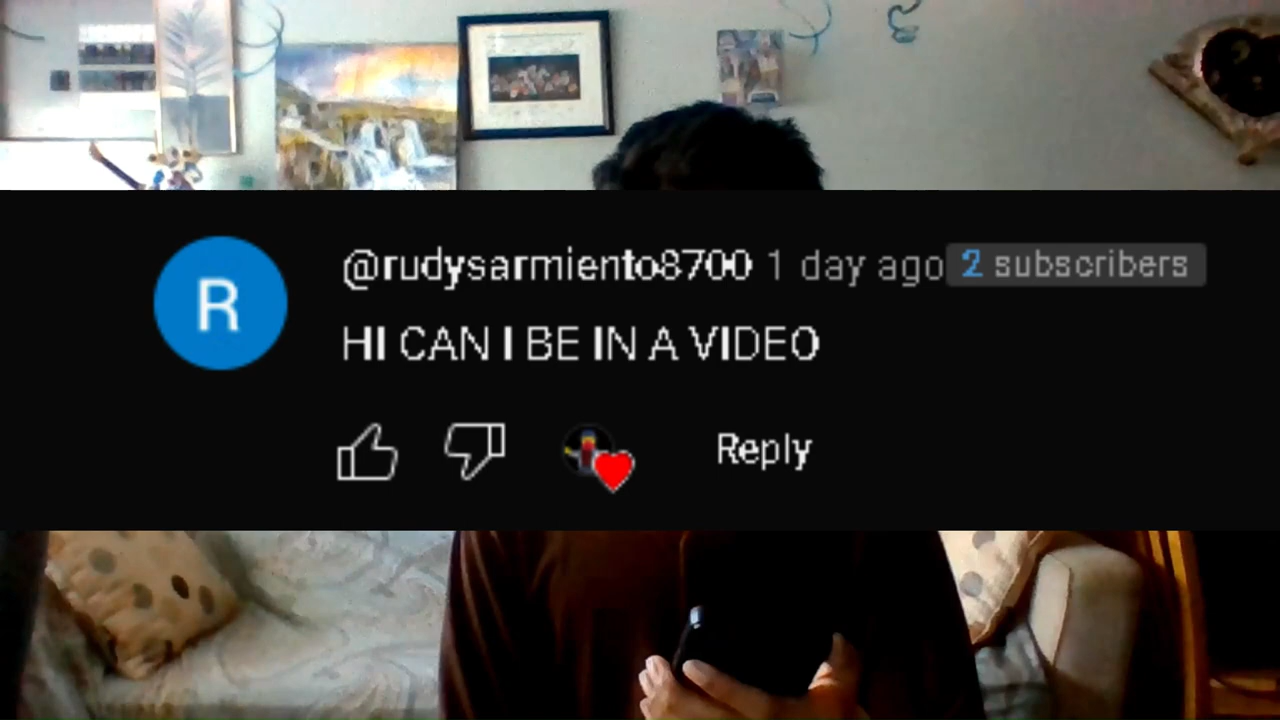 R
@rudysarmiento8700 1 day ago 2 subscribers
HI CAN I BE IN A VIDEO
Reply